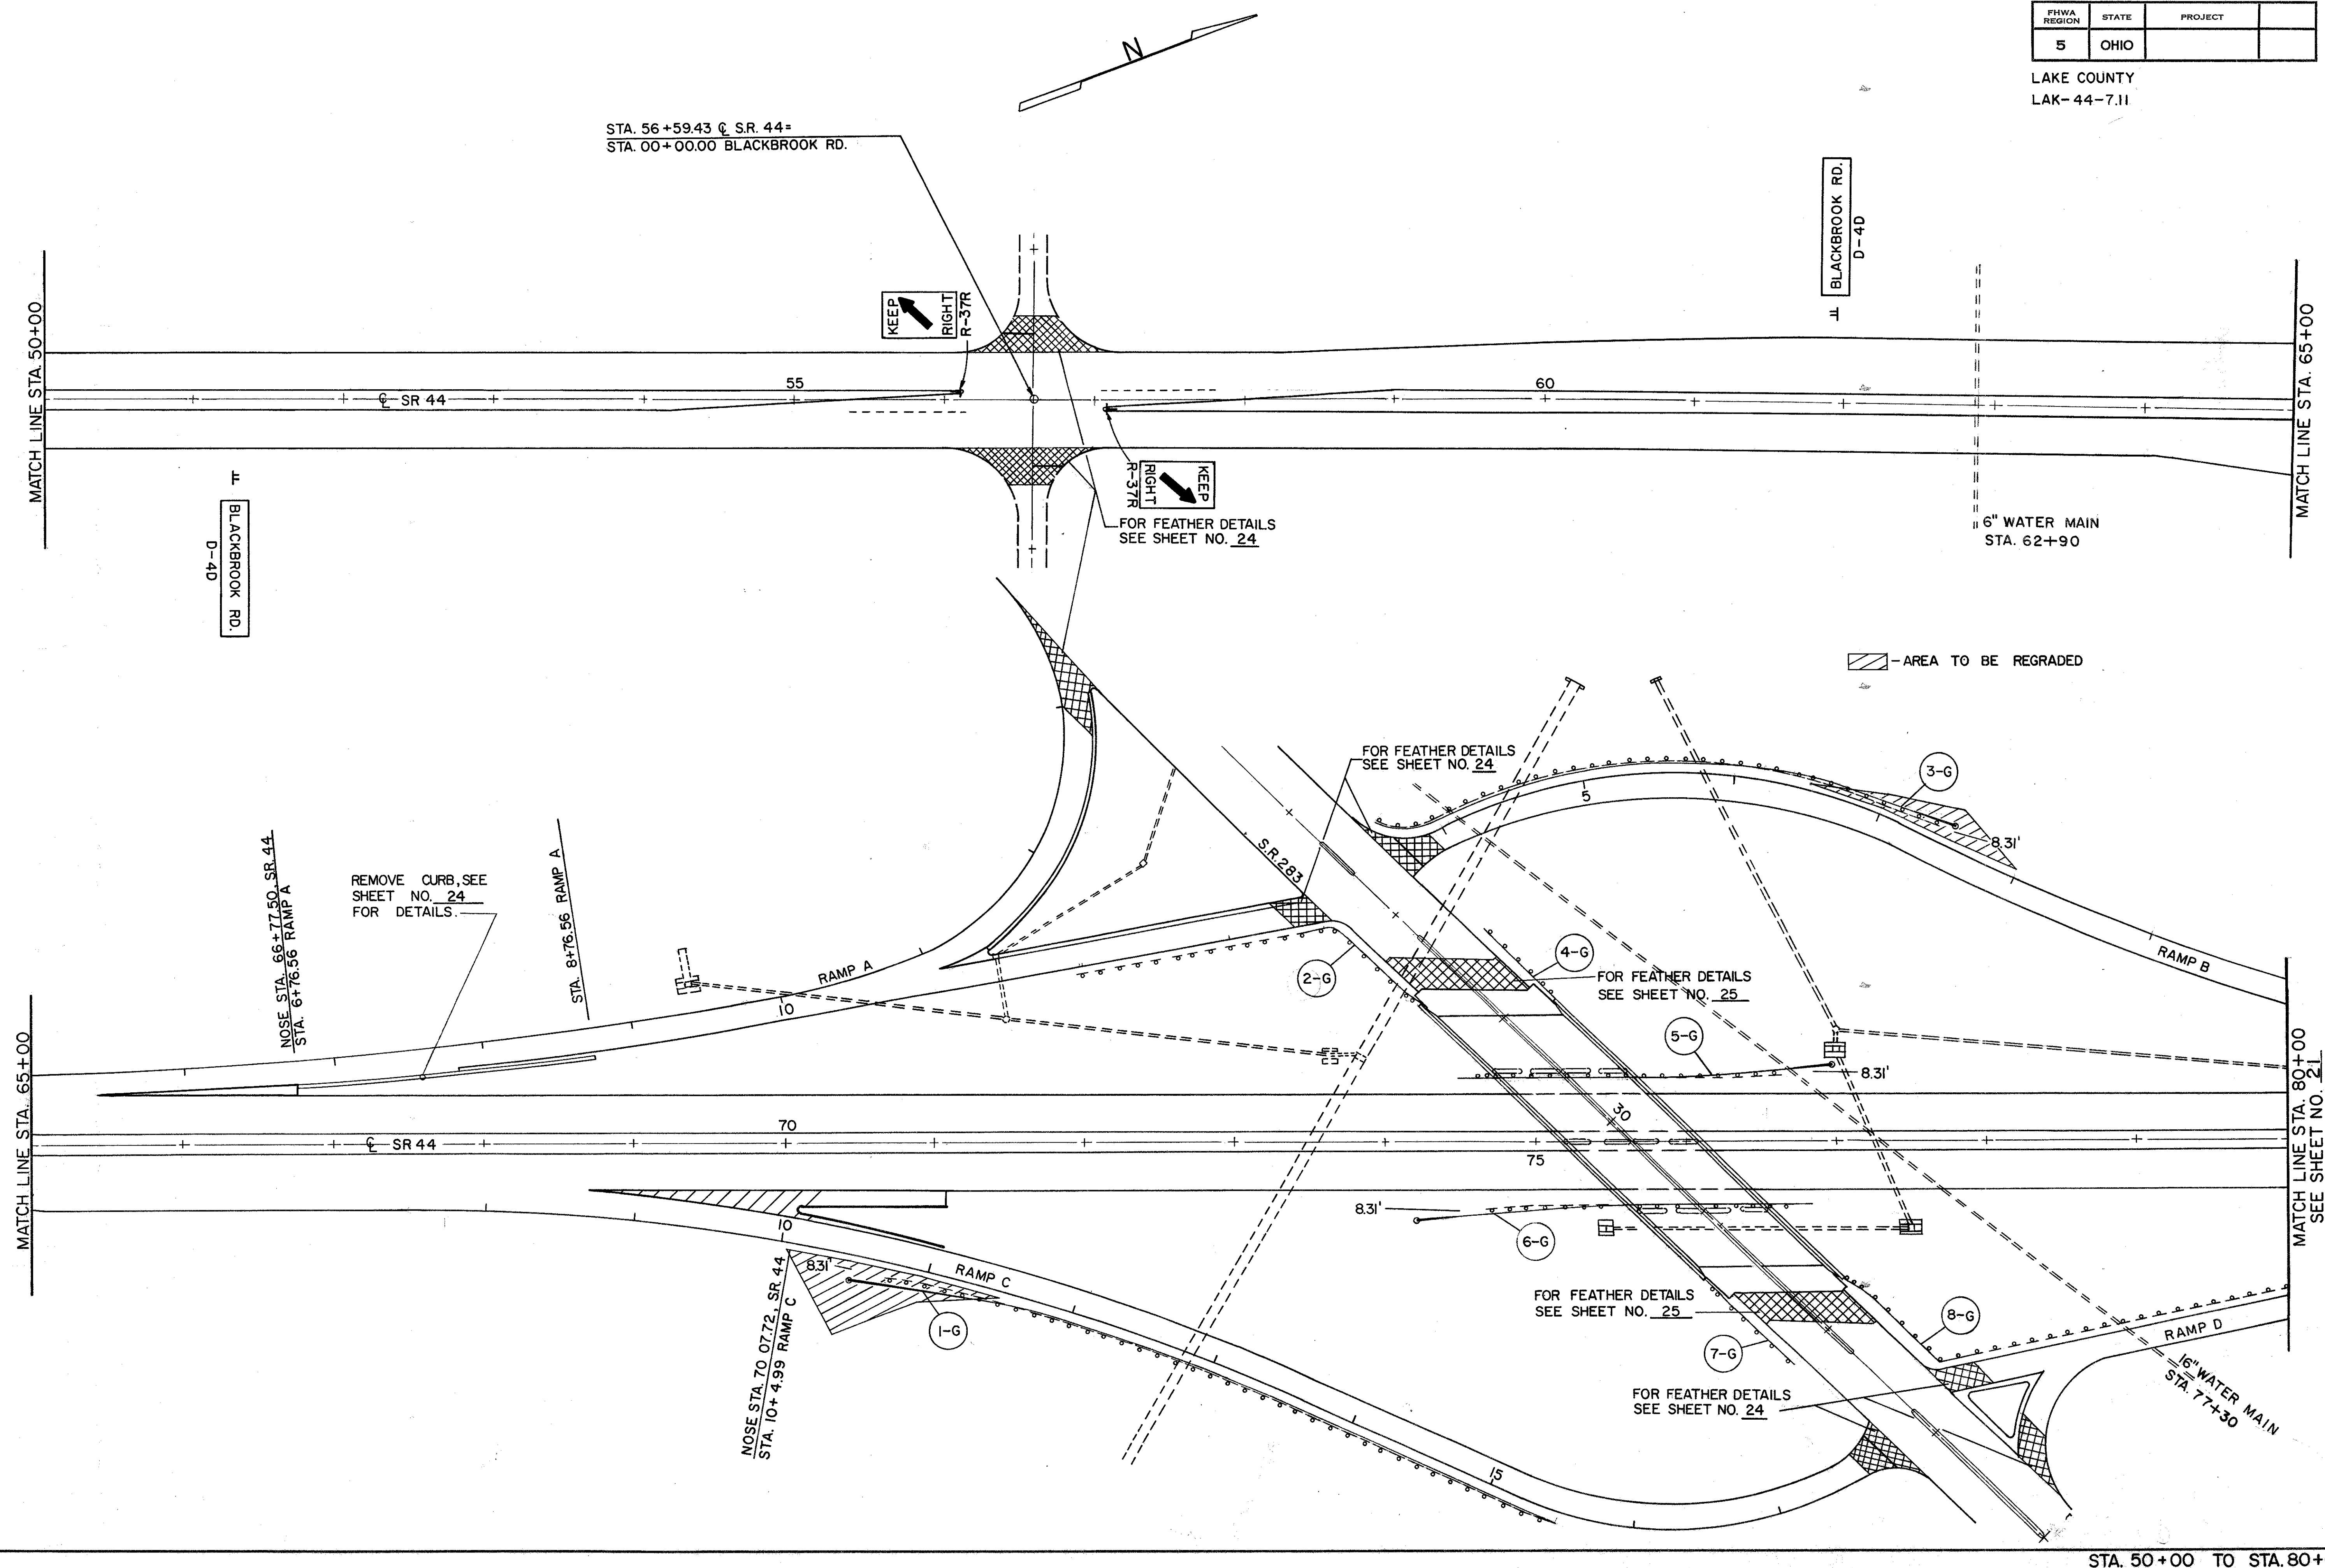 FHWA REGION STATE PROJECT
5 OHIO
LAKE COUNTY
LAK-44-7.11
N
STA. 56+59.43 ℄ S.R. 44=
STA. 00+00.00 BLACKBROOK RD.
BLACKBROOK RD.
D-4D
KEEP
RIGHT
R-37R
MATCH LINE STA. 50+00
MATCH LINE STA. 65+00
55
60
℄ SR 44
KEEP
RIGHT
R-37R
BLACKBROOK RD.
D-4D
FOR FEATHER DETAILS
SEE SHEET NO. 24
6" WATER MAIN
STA. 62+90
-AREA TO BE REGRADED
FOR FEATHER DETAILS
SEE SHEET NO. 24
3-G
5
8.31'
S.R. 283
REMOVE CURB, SEE
SHEET NO. 24
FOR DETAILS.
NOSE STA. 66+77.50, SR. 44
STA. 6+76.56 RAMP A
STA. 8+76.56 RAMP A
RAMP A
10
RAMP B
2-G
4-G
FOR FEATHER DETAILS
SEE SHEET NO. 25
5-G
8.31'
MATCH LINE STA. 65+00
MATCH LINE STA. 80+00
SEE SHEET NO. 21
30
70
℄ SR 44
75
8.31'
6-G
10
8.31'
RAMP C
1-G
NOSE STA. 70 07.72, SR. 44
STA. 10+ 4.99 RAMP C
FOR FEATHER DETAILS
SEE SHEET NO. 25
7-G
8-G
RAMP D
16" WATER MAIN
STA. 77+30
FOR FEATHER DETAILS
SEE SHEET NO. 24
15
STA. 50+00 TO STA. 80+